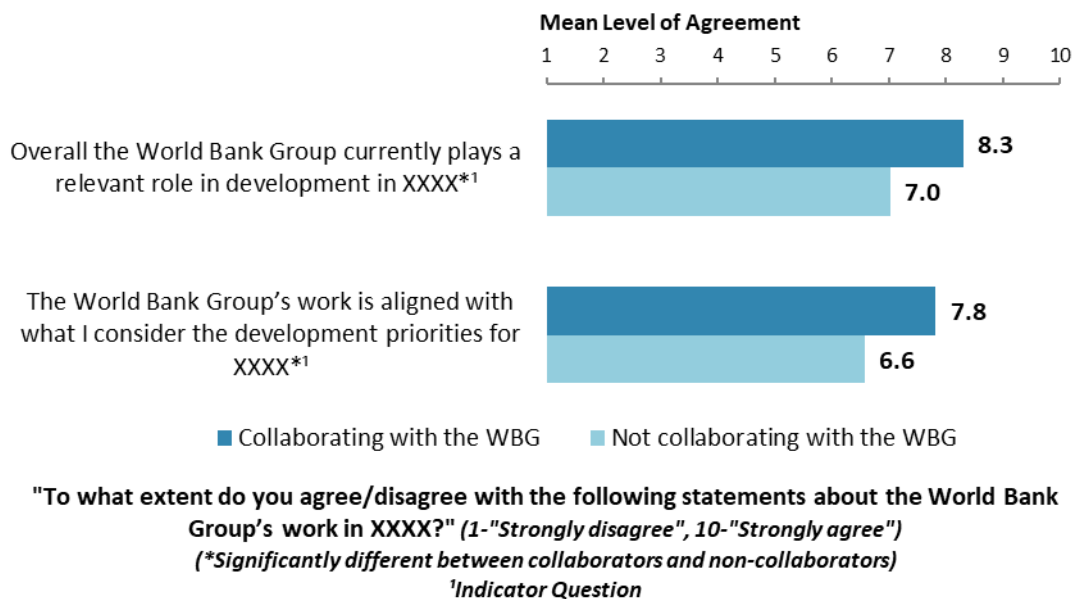 Mean Level of Agreement
1 2 3 4 5 6 7 8 9 10
Overall the World Bank Group currently plays a
relevant role in development in XXXX*¹
8.3
7.0
The World Bank Group’s work is aligned with
what I consider the development priorities for
XXXX*¹
7.8
6.6
Collaborating with the WBG Not collaborating with the WBG
"To what extent do you agree/disagree with the following statements about the World Bank
Group’s work in XXXX?" (1-"Strongly disagree", 10-"Strongly agree")
(*Significantly different between collaborators and non-collaborators)
¹Indicator Question